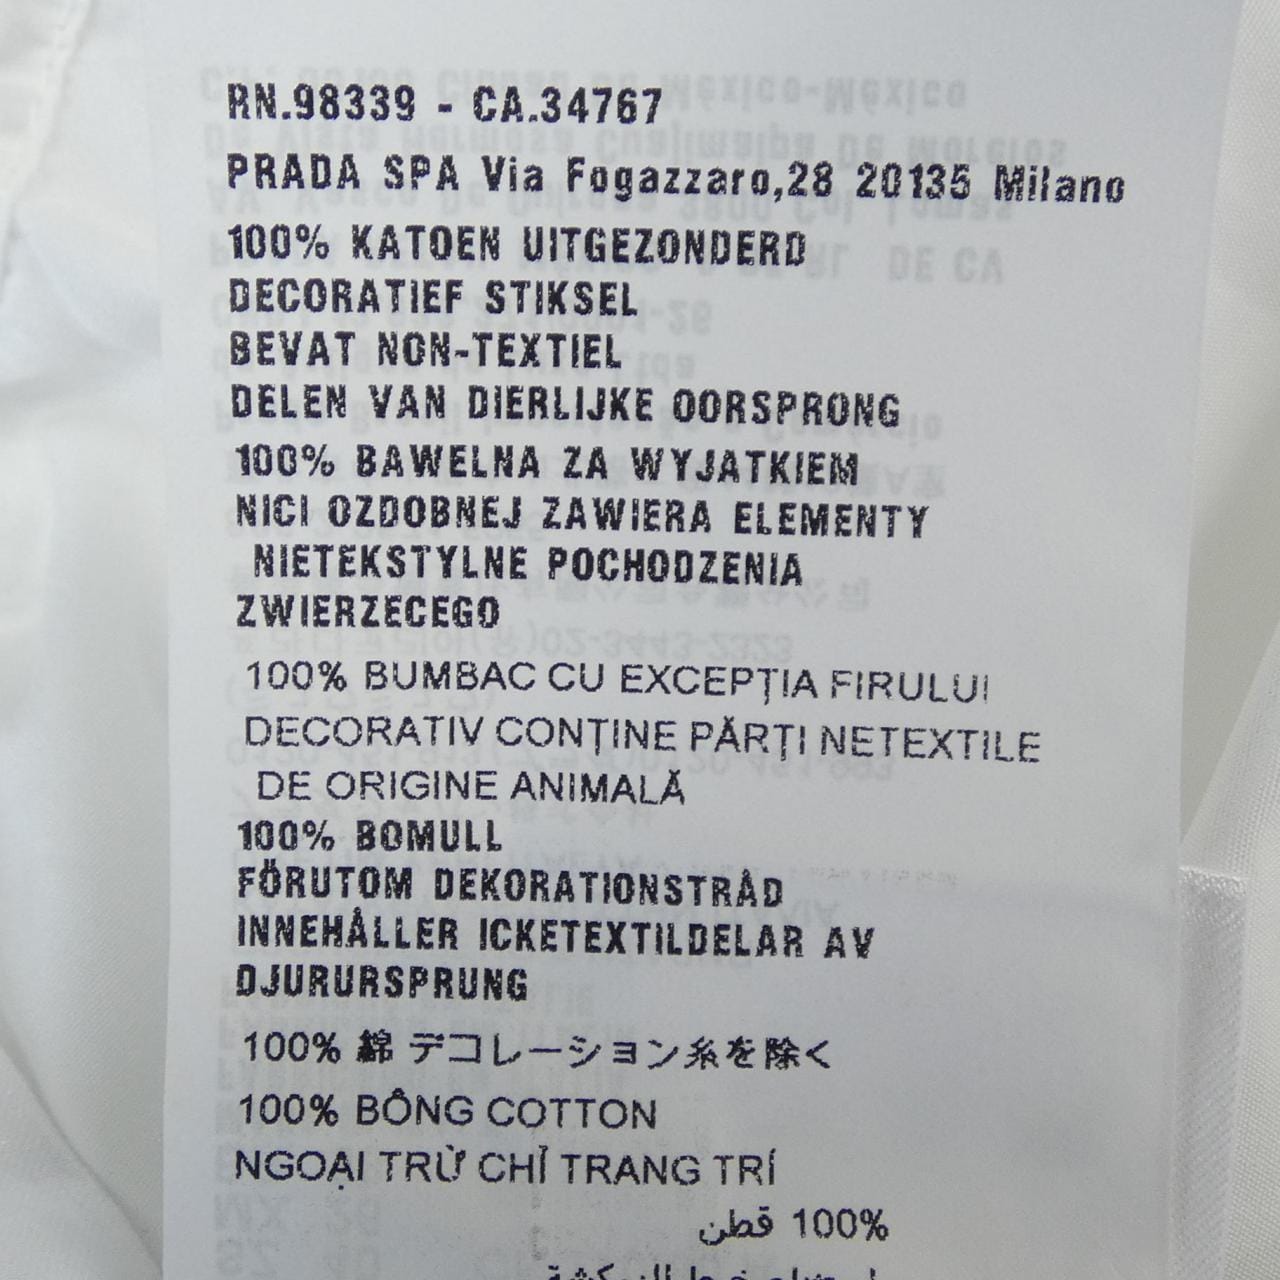 RN.98339 - CA.34767
PRADA SPA Via Fogazzaro,28 20135 Milano
100% KATOEN UITGEZONDERD
DECORATIEF STIKSEL
BEVAT NON-TEXTIEL
DELEN VAN DIERLIJKE OORSPRONG
100% BAWELNA ZA WYJATKIEM
NICI OZDOBNEJ ZAWIERA ELEMENTY
NIETEKSTYLNE POCHODZENIA
ZWIERZECEGO
100% BUMBAC CU EXCEPȚIA FIRULUI
DECORATIV CONȚINE PĂRȚI NETEXTILE
DE ORIGINE ANIMALĂ
100% BOMULL
FÖRUTOM DEKORATIONSTRÅD
INNEHÅLLER ICKETEXTILDELAR AV
DJURURSPRUNG
100% 綿 デコレーション糸を除く
100% BÔNG COTTON
NGOẠI TRỪ CHỈ TRANG TRÍ
100% قطن